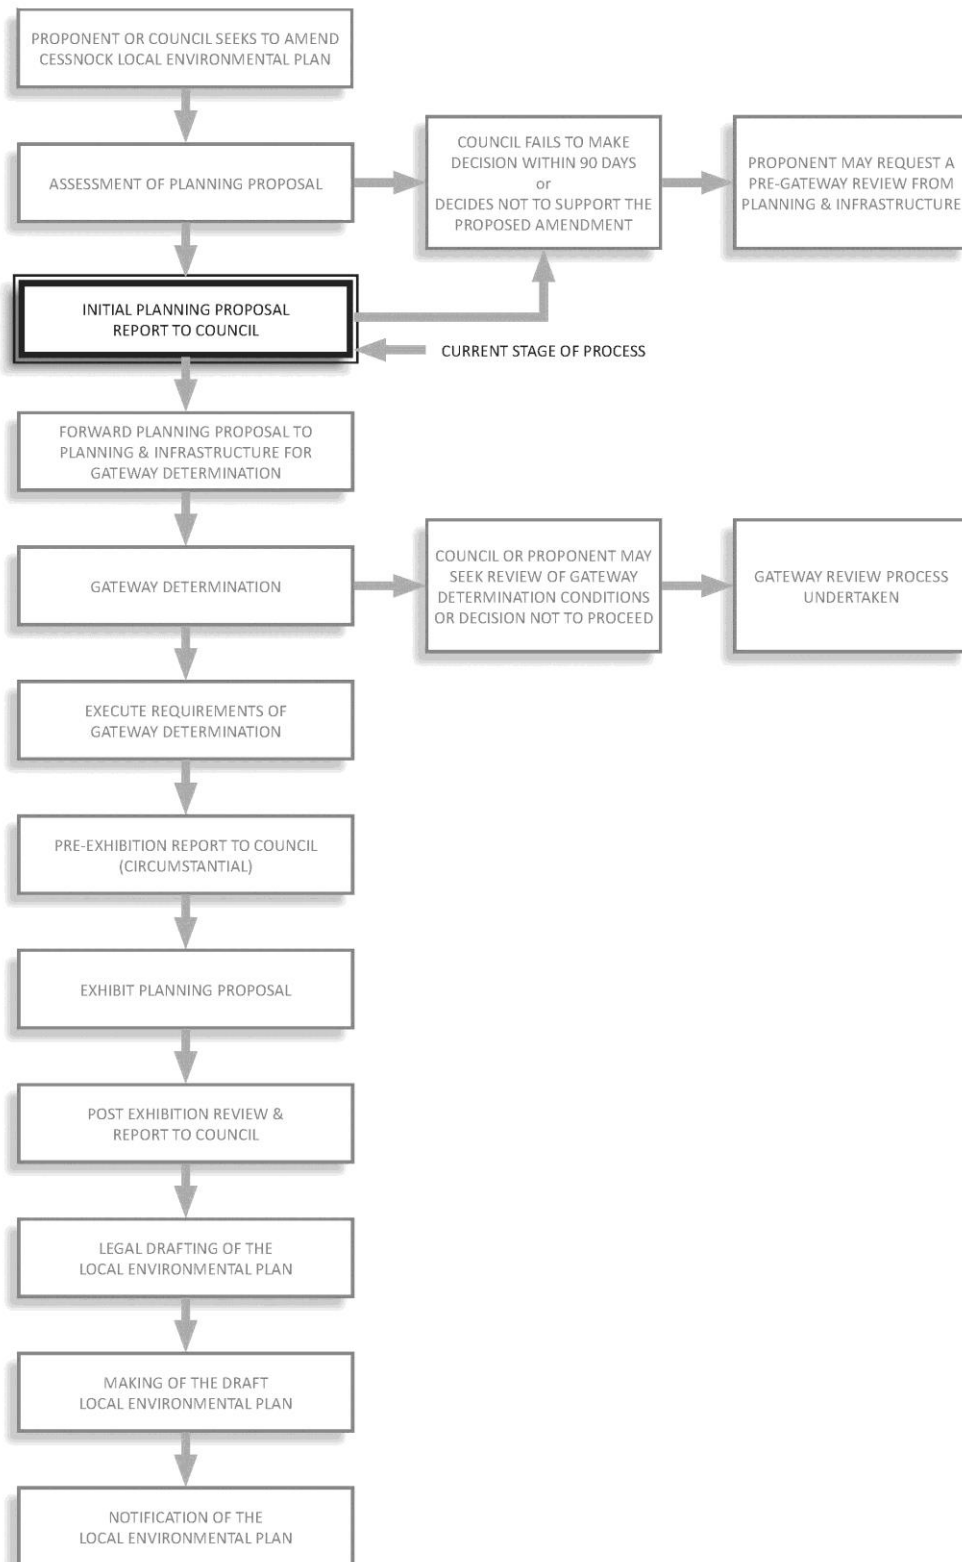 PROPONENT OR COUNCIL SEEKS TO AMEND
CESSNOCK LOCAL ENVIRONMENTAL PLAN
ASSESSMENT OF PLANNING PROPOSAL
COUNCIL FAILS TO MAKE
DECISION WITHIN 90 DAYS
or
DECIDES NOT TO SUPPORT THE
PROPOSED AMENDMENT
PROPONENT MAY REQUEST A
PRE-GATEWAY REVIEW FROM
PLANNING & INFRASTRUCTURE
INITIAL PLANNING PROPOSAL
REPORT TO COUNCIL
CURRENT STAGE OF PROCESS
FORWARD PLANNING PROPOSAL TO
PLANNING & INFRASTRUCTURE FOR
GATEWAY DETERMINATION
GATEWAY DETERMINATION
COUNCIL OR PROPONENT MAY
SEEK REVIEW OF GATEWAY
DETERMINATION CONDITIONS
OR DECISION NOT TO PROCEED
GATEWAY REVIEW PROCESS
UNDERTAKEN
EXECUTE REQUIREMENTS OF
GATEWAY DETERMINATION
PRE-EXHIBITION REPORT TO COUNCIL
(CIRCUMSTANTIAL)
EXHIBIT PLANNING PROPOSAL
POST EXHIBITION REVIEW &
REPORT TO COUNCIL
LEGAL DRAFTING OF THE
LOCAL ENVIRONMENTAL PLAN
MAKING OF THE DRAFT
LOCAL ENVIRONMENTAL PLAN
NOTIFICATION OF THE
LOCAL ENVIRONMENTAL PLAN